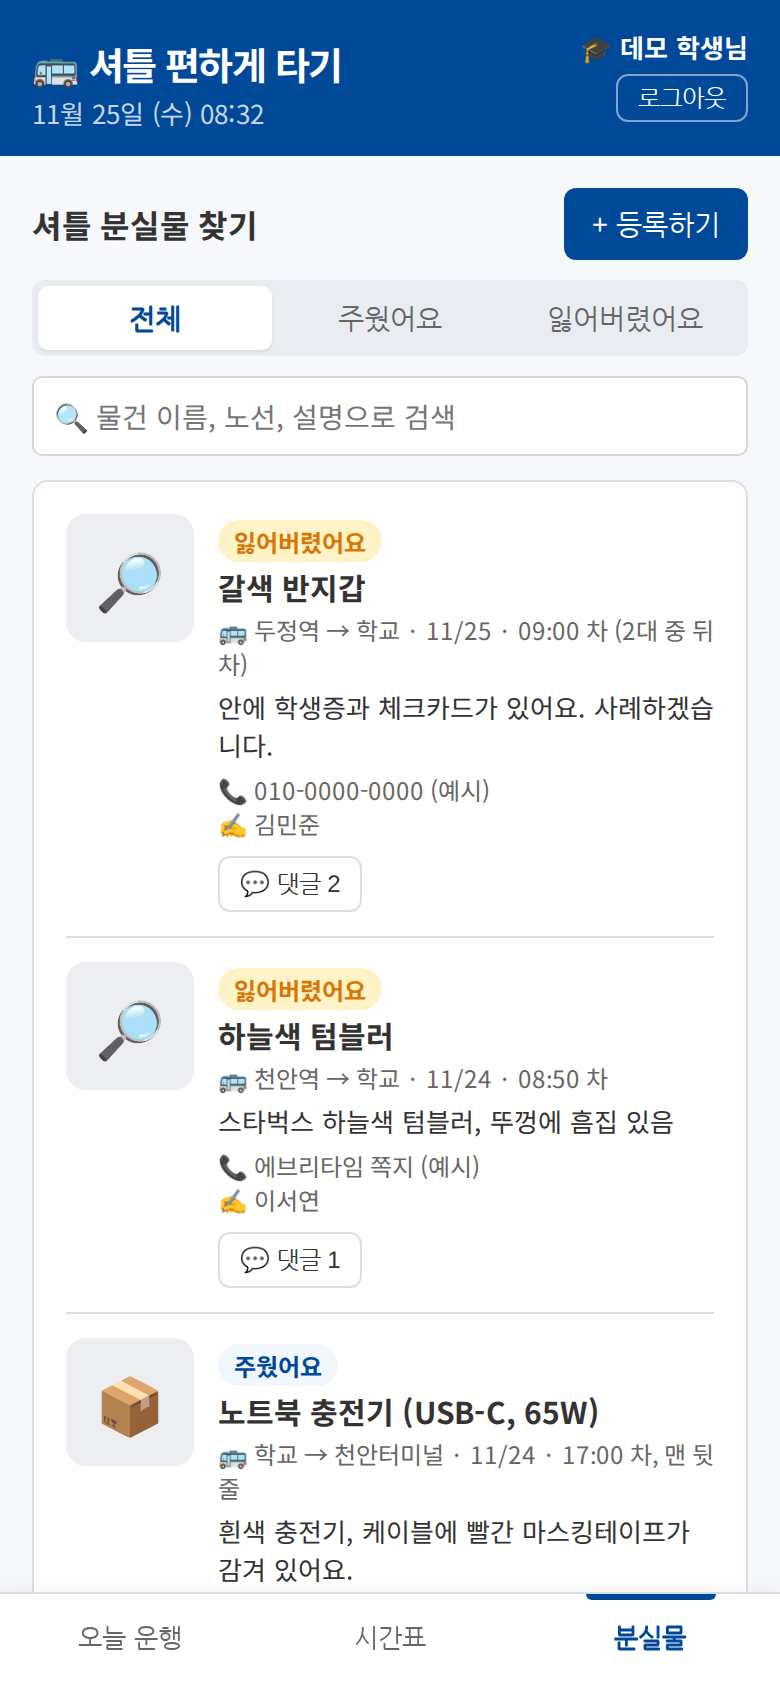 셔틀 편하게 타기
11월 25일 (수) 08:32
데모 학생님
로그아웃
셔틀 분실물 찾기
+ 등록하기
전체
주웠어요
잃어버렸어요
물건 이름, 노선, 설명으로 검색
잃어버렸어요
갈색 반지갑
두정역 → 학교 · 11/25 · 09:00 차 (2대 중 뒤
차)
안에 학생증과 체크카드가 있어요. 사례하겠습
니다.
010-0000-0000 (예시)
김민준
댓글 2
잃어버렸어요
하늘색 텀블러
천안역 → 학교 · 11/24 · 08:50 차
스타벅스 하늘색 텀블러, 뚜껑에 흠집 있음
에브리타임 쪽지 (예시)
이서연
댓글 1
주웠어요
노트북 충전기 (USB-C, 65W)
학교 → 천안터미널 · 11/24 · 17:00 차, 맨 뒷
줄
흰색 충전기, 케이블에 빨간 마스킹테이프가
감겨 있어요.
오늘 운행
시간표
분실물